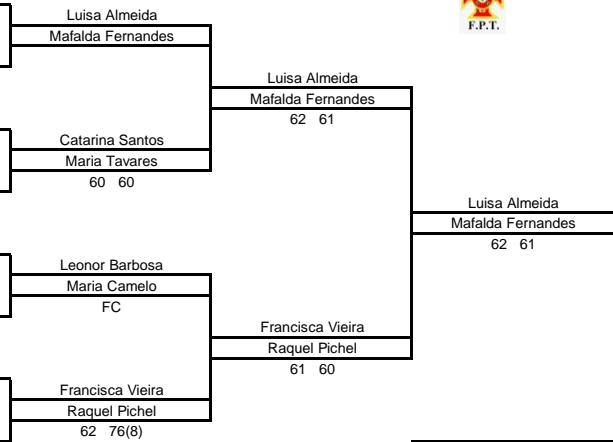 Luisa Almeida
Mafalda Fernandes
F.P.T.
Luisa Almeida
Mafalda Fernandes
62 61
Catarina Santos
Maria Tavares
60 60
Luisa Almeida
Mafalda Fernandes
62 61
Leonor Barbosa
Maria Camelo
FC
Francisca Vieira
Raquel Pichel
61 60
Francisca Vieira
Raquel Pichel
62 76(8)